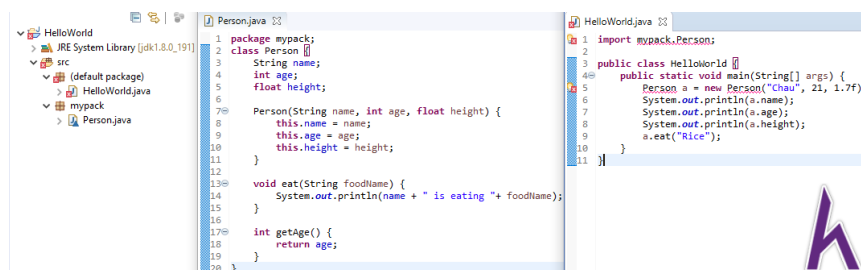 HelloWorld
JRE System Library [jdk1.8.0_191]
src
(default package)
HelloWorld.java
mypack
Person.java
Person.java
1 package mypack;
2 class Person {
3 String name;
4 int age;
5 float height;
6
7 Person(String name, int age, float height) {
8 this.name = name;
9 this.age = age;
10 this.height = height;
11 }
12
13 void eat(String foodName) {
14 System.out.println(name + " is eating "+ foodName);
15 }
16
17 int getAge() {
18 return age;
19 }
20 }
HelloWorld.java
1 import mypack.Person;
2
3 public class HelloWorld {
4 public static void main(String[] args) {
5 Person a = new Person("Chau", 21, 1.7f)
6 System.out.println(a.name);
7 System.out.println(a.age);
8 System.out.println(a.height);
9 a.eat("Rice");
10 }
11 }